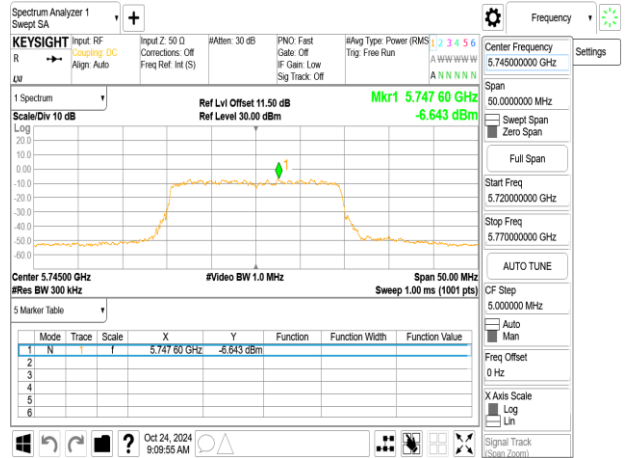 Spectrum Analyzer 1
Swept SA
+
Frequency
KEYSIGHT
R
Input: RF
Coupling: DC
Align: Auto
Input Z: 50 Ω
Corrections: Off
Freq Ref: Int (S)
#Atten: 30 dB
PNO: Fast
Gate: Off
IF Gain: Low
Sig Track: Off
#Avg Type: Power (RMS
Trig: Free Run
1 2 3 4 5 6
A W W W W W
A N N N N N
1 Spectrum
Scale/Div 10 dB
Ref Lvl Offset 11.50 dB
Ref Level 30.00 dBm
Mkr1 5.747 60 GHz
-6.643 dBm
Log
20.0
10.0
0.00
-10.0
-20.0
-30.0
-40.0
-50.0
-60.0
1
Center 5.74500 GHz
#Res BW 300 kHz
#Video BW 1.0 MHz
Span 50.00 MHz
Sweep 1.00 ms (1001 pts)
5 Marker Table
Mode Trace Scale X Y Function Function Width Function Value
1 N 1 f 5.747 60 GHz -6.643 dBm
2
3
4
5
6
?
Oct 24, 2024
9:09:55 AM
Center Frequency
5.745000000 GHz
Settings
Span
50.0000000 MHz
Swept Span
Zero Span
Full Span
Start Freq
5.720000000 GHz
Stop Freq
5.770000000 GHz
AUTO TUNE
CF Step
5.000000 MHz
Auto
Man
Freq Offset
0 Hz
X Axis Scale
Log
Lin
Signal Track
(Span Zoom)